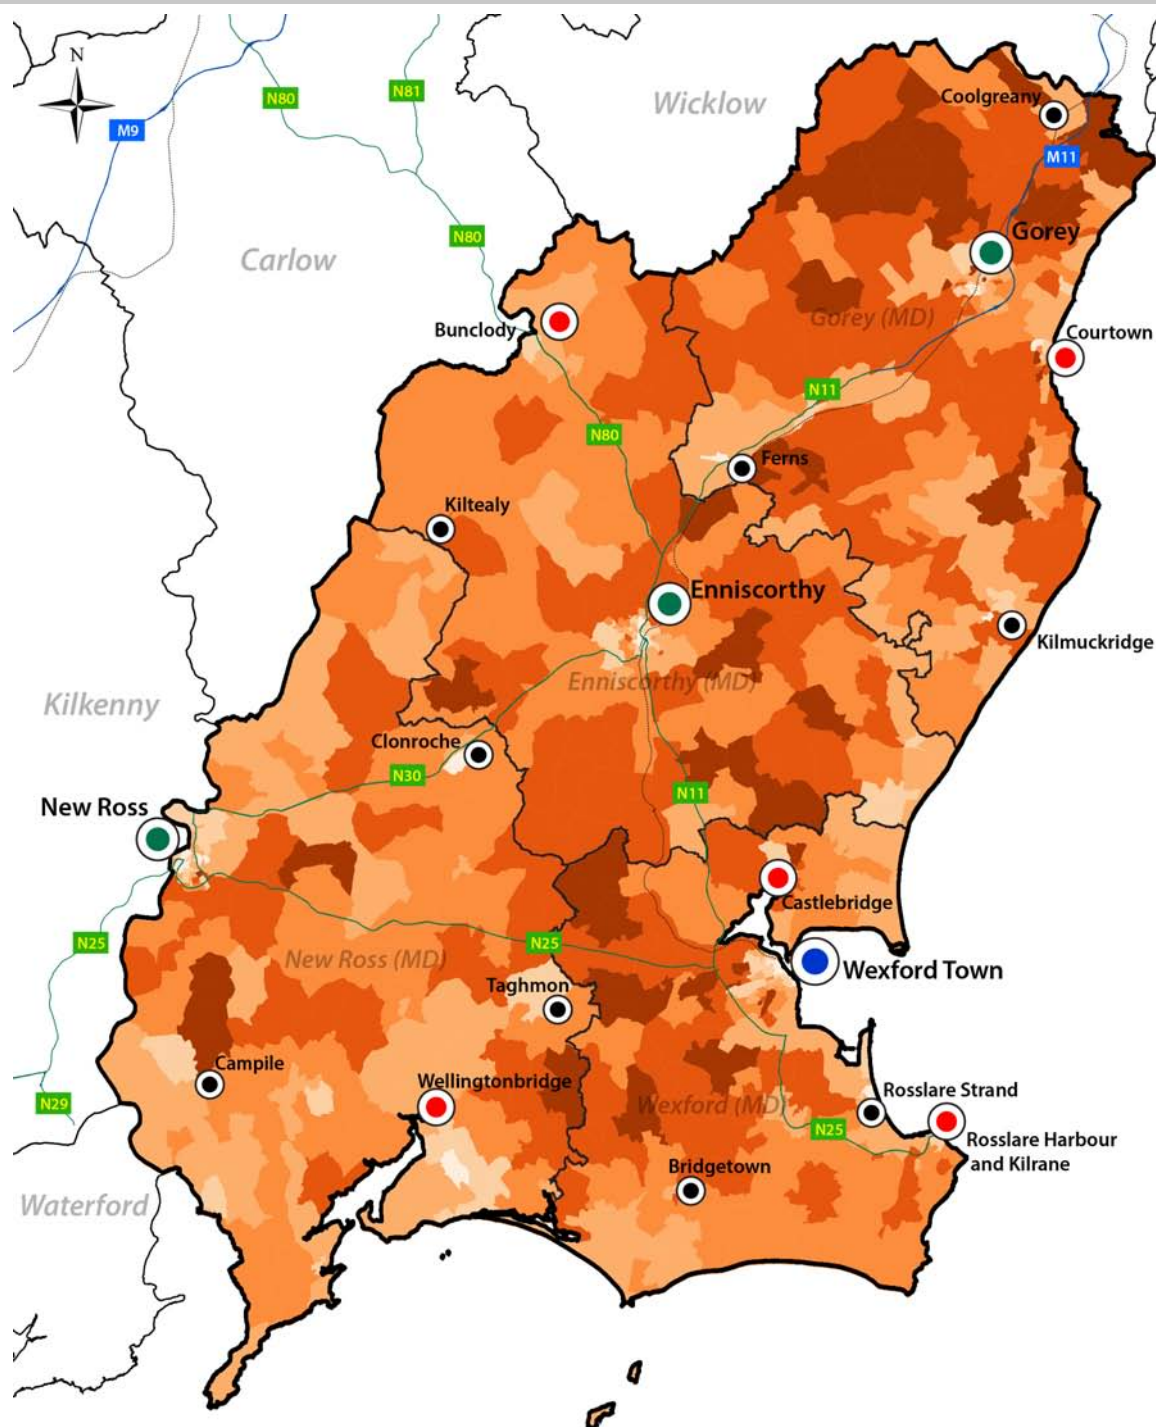 N
N80
N81
Wicklow
Coolgreany
M9
M11
Gorey
N80
Carlow
Gorey (MD)
Bunclody
Courtown
N11
N80
Ferns
Kiltealy
Enniscorthy
Kilmuckridge
Enniscorthy (MD)
Kilkenny
Clonroche
N30
N11
New Ross
Castlebridge
N25
N25
New Ross (MD)
Wexford Town
Taghmon
Campile
Wellingtonbridge
Rosslare Strand
N29
Wexford (MD)
N25
Rosslare Harbour
and Kilrane
Bridgetown
Waterford